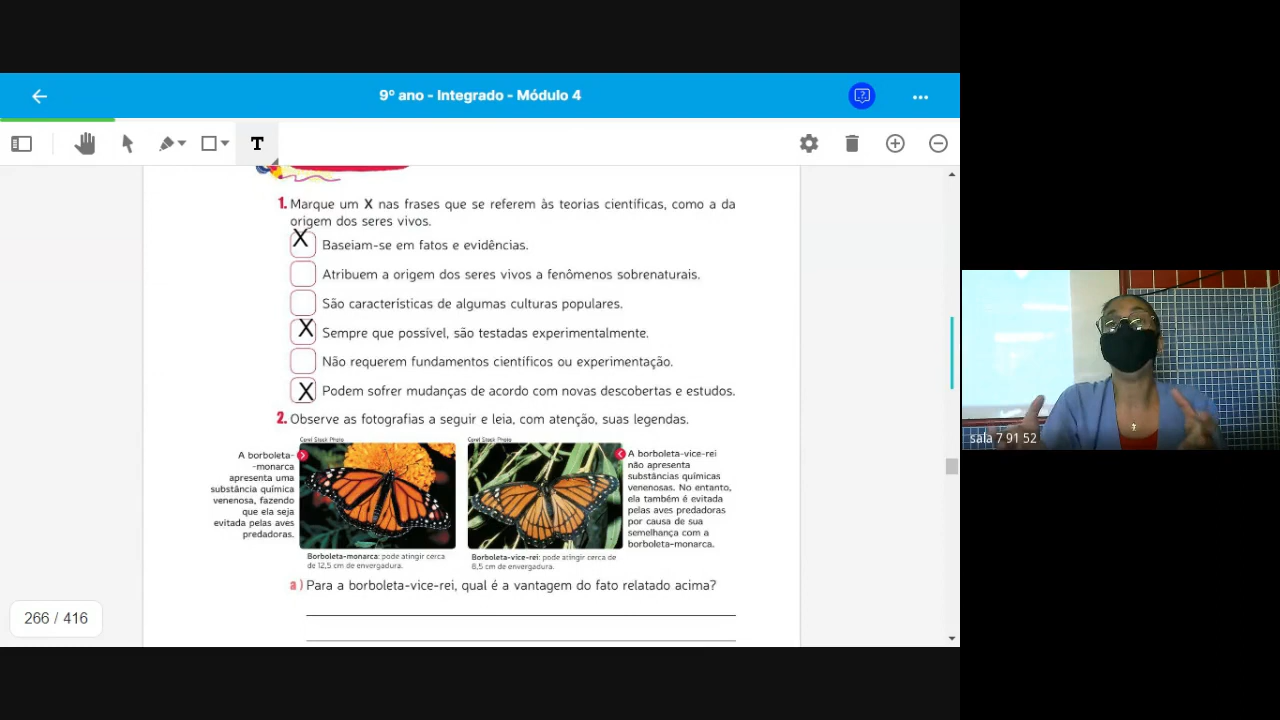 9º ano - Integrado - Módulo 4
T
1. Marque um X nas frases que se referem às teorias científicas, como a da
origem dos seres vivos.
X Baseiam-se em fatos e evidências.
Atribuem a origem dos seres vivos a fenômenos sobrenaturais.
São características de algumas culturas populares.
X Sempre que possível, são testadas experimentalmente.
Não requerem fundamentos científicos ou experimentação.
X Podem sofrer mudanças de acordo com novas descobertas e estudos.
2. Observe as fotografias a seguir e leia, com atenção, suas legendas.
Corel Stock Photo
Corel Stock Photo
A borboleta-
-monarca
apresenta uma
substância química
venenosa, fazendo
que ela seja
evitada pelas aves
predadoras.
A borboleta-vice-rei
não apresenta
substâncias químicas
venenosas. No entanto,
ela também é evitada
pelas aves predadoras
por causa de sua
semelhança com a
borboleta-monarca.
Borboleta-monarca: pode atingir cerca
de 12,5 cm de envergadura.
Borboleta-vice-rei: pode atingir cerca de
8,5 cm de envergadura.
a) Para a borboleta-vice-rei, qual é a vantagem do fato relatado acima?
266 / 416
sala 7 91 52